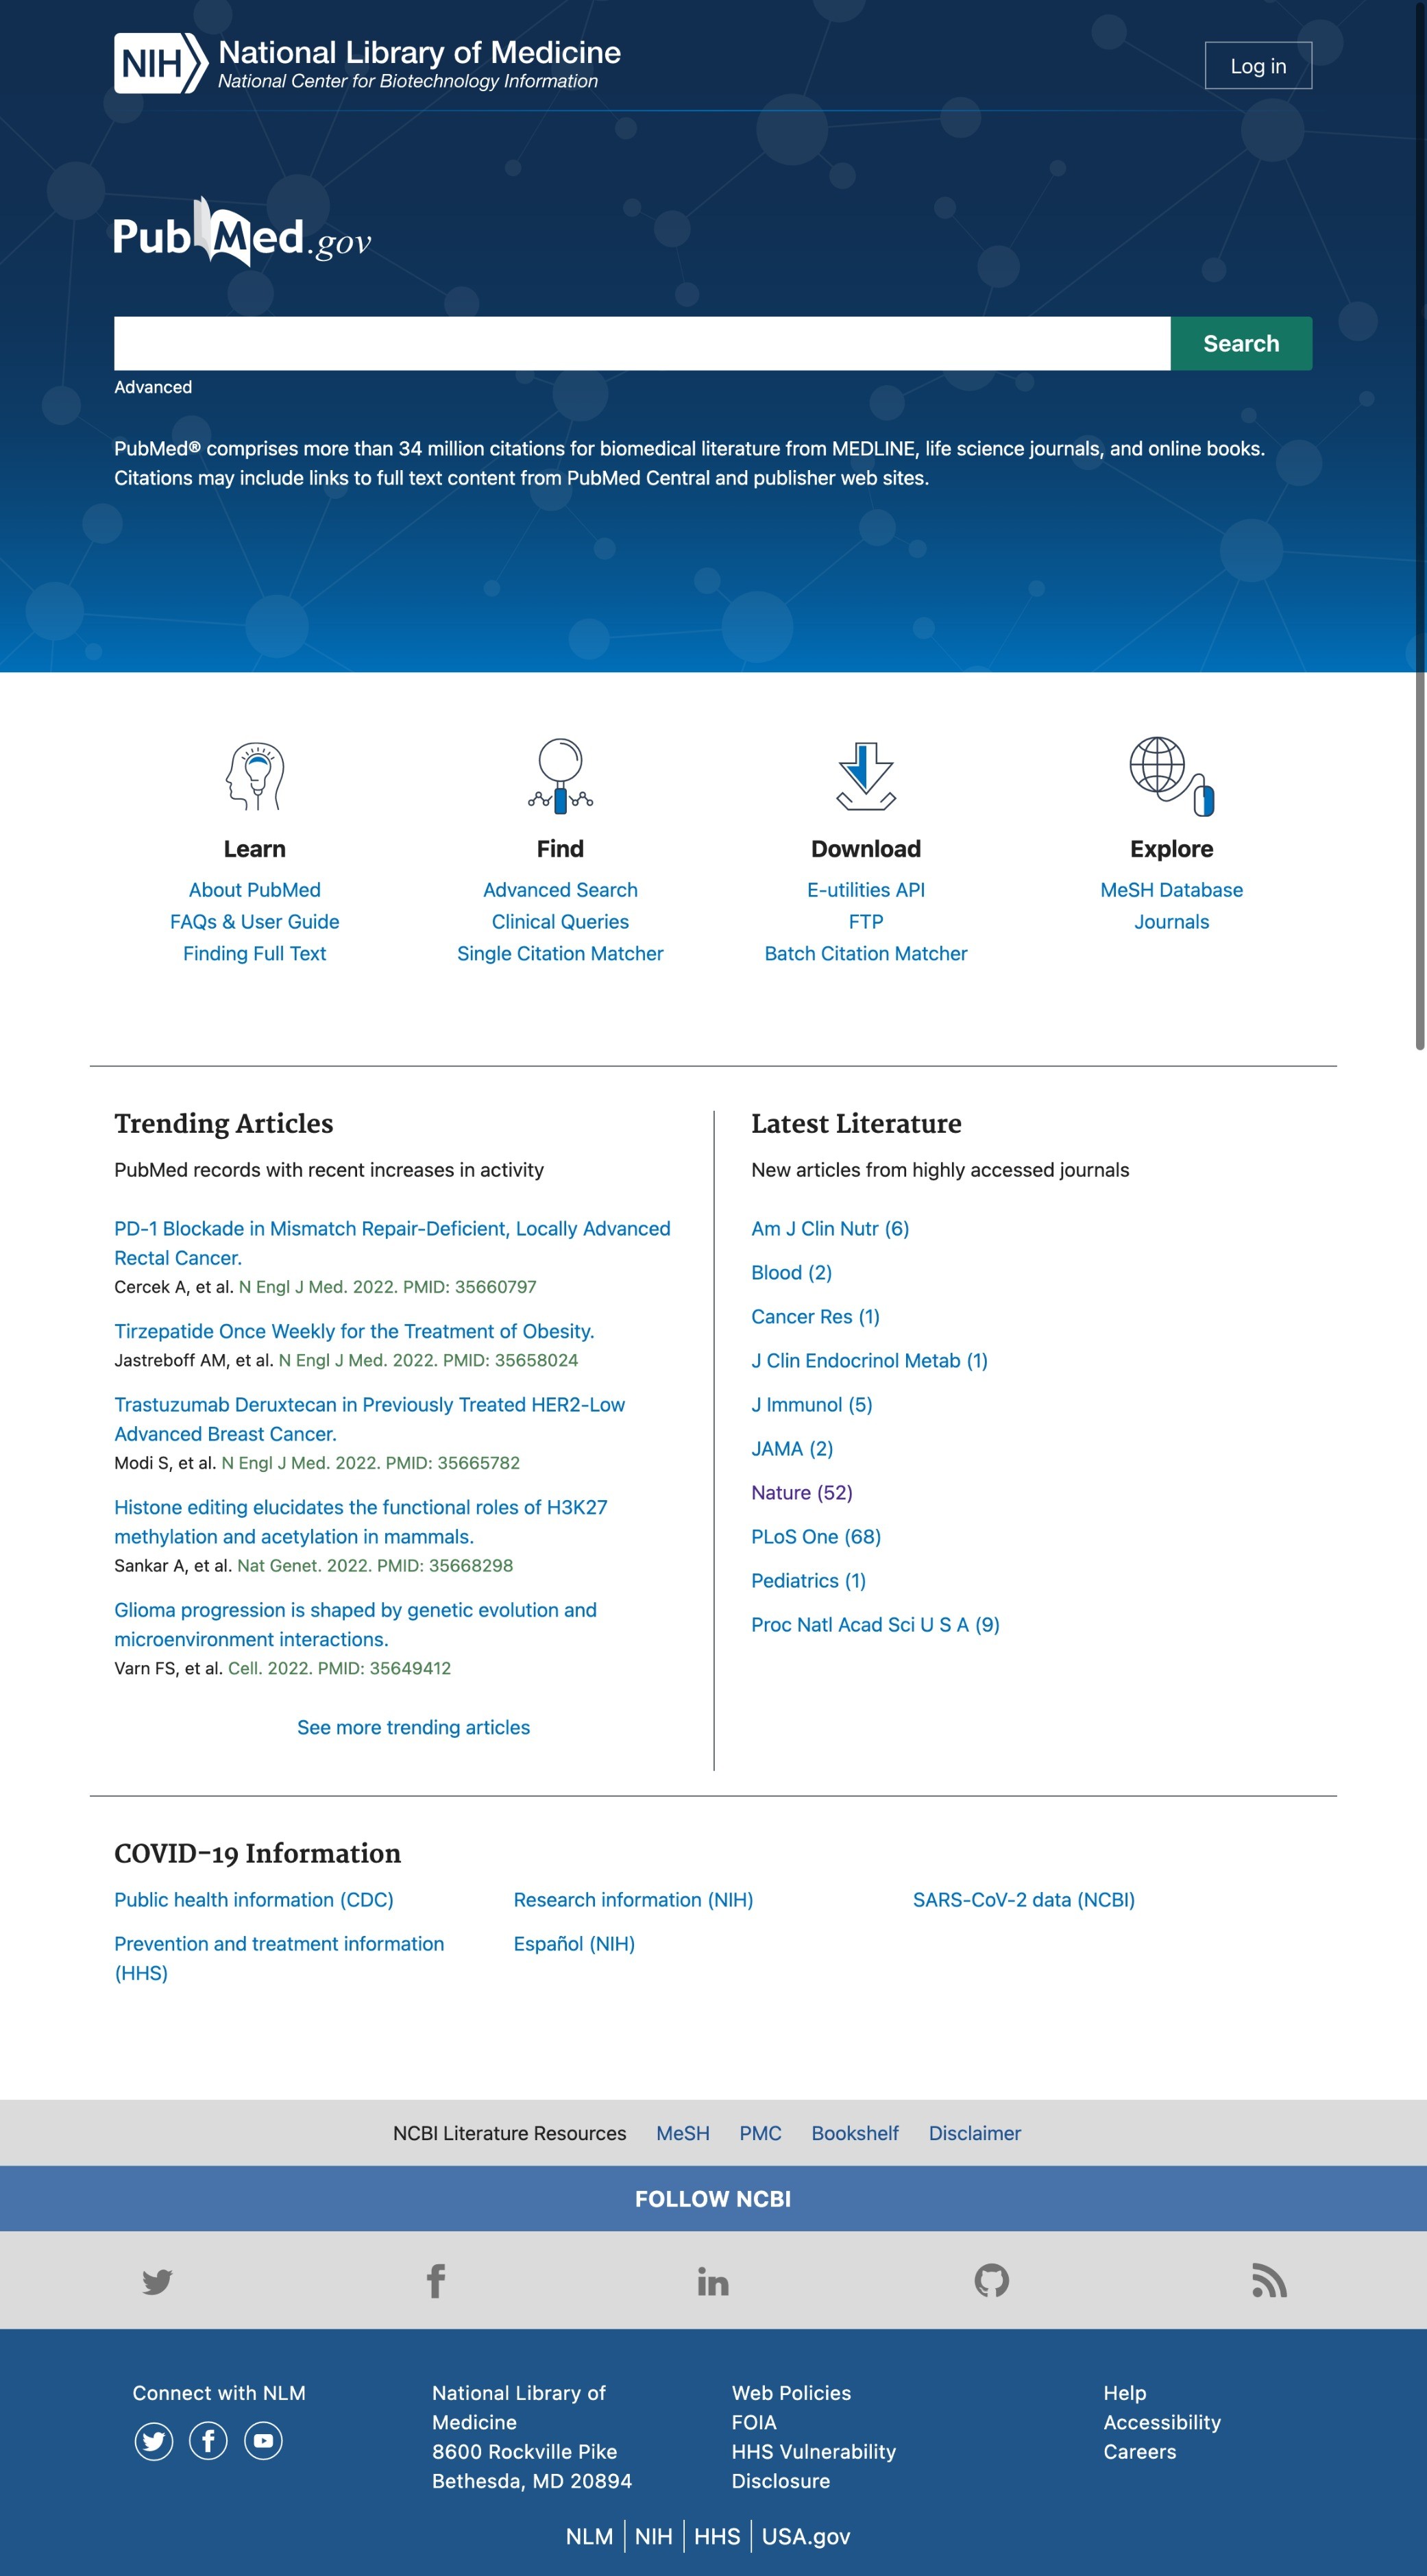 NIH National Library of Medicine
National Center for Biotechnology Information
Log in
PubMed.gov
Search
Advanced
PubMed® comprises more than 34 million citations for biomedical literature from MEDLINE, life science journals, and online books.
Citations may include links to full text content from PubMed Central and publisher web sites.
Learn
About PubMed
FAQs & User Guide
Finding Full Text
Find
Advanced Search
Clinical Queries
Single Citation Matcher
Download
E-utilities API
FTP
Batch Citation Matcher
Explore
MeSH Database
Journals
Trending Articles
PubMed records with recent increases in activity
PD-1 Blockade in Mismatch Repair-Deficient, Locally Advanced
Rectal Cancer.
Cercek A, et al. N Engl J Med. 2022. PMID: 35660797
Tirzepatide Once Weekly for the Treatment of Obesity.
Jastreboff AM, et al. N Engl J Med. 2022. PMID: 35658024
Trastuzumab Deruxtecan in Previously Treated HER2-Low
Advanced Breast Cancer.
Modi S, et al. N Engl J Med. 2022. PMID: 35665782
Histone editing elucidates the functional roles of H3K27
methylation and acetylation in mammals.
Sankar A, et al. Nat Genet. 2022. PMID: 35668298
Glioma progression is shaped by genetic evolution and
microenvironment interactions.
Varn FS, et al. Cell. 2022. PMID: 35649412
See more trending articles
Latest Literature
New articles from highly accessed journals
Am J Clin Nutr (6)
Blood (2)
Cancer Res (1)
J Clin Endocrinol Metab (1)
J Immunol (5)
JAMA (2)
Nature (52)
PLoS One (68)
Pediatrics (1)
Proc Natl Acad Sci U S A (9)
COVID-19 Information
Public health information (CDC)
Research information (NIH)
SARS-CoV-2 data (NCBI)
Prevention and treatment information
(HHS)
Español (NIH)
NCBI Literature Resources MeSH PMC Bookshelf Disclaimer
FOLLOW NCBI
Connect with NLM
National Library of
Medicine
8600 Rockville Pike
Bethesda, MD 20894
Web Policies
FOIA
HHS Vulnerability
Disclosure
Help
Accessibility
Careers
NLM | NIH | HHS | USA.gov